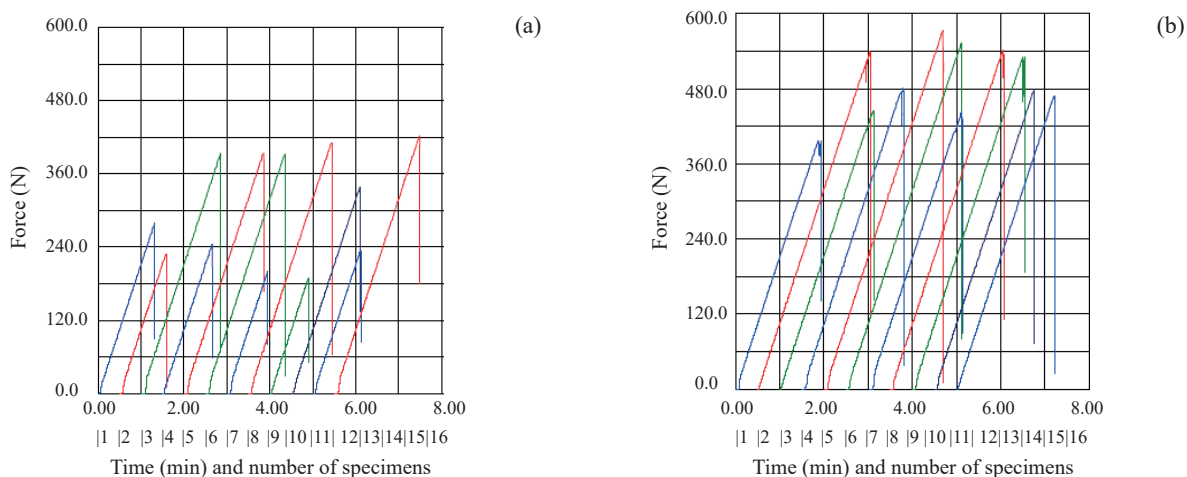 (a)
600.0
480.0
360.0
240.0
120.0
0.0
Force (N)
0.00 2.00 4.00 6.00 8.00
|1 |2 |3 |4 |5 |6 |7 |8 |9 |10 |11| 12|13|14|15|16
Time (min) and number of specimens
(b)
600.0
480.0
360.0
240.0
120.0
0.0
Force (N)
0.00 2.00 4.00 6.00 8.00
|1 |2 |3 |4 |5 |6 |7 |8 |9 |10 |11| 12|13|14|15|16
Time (min) and number of specimens